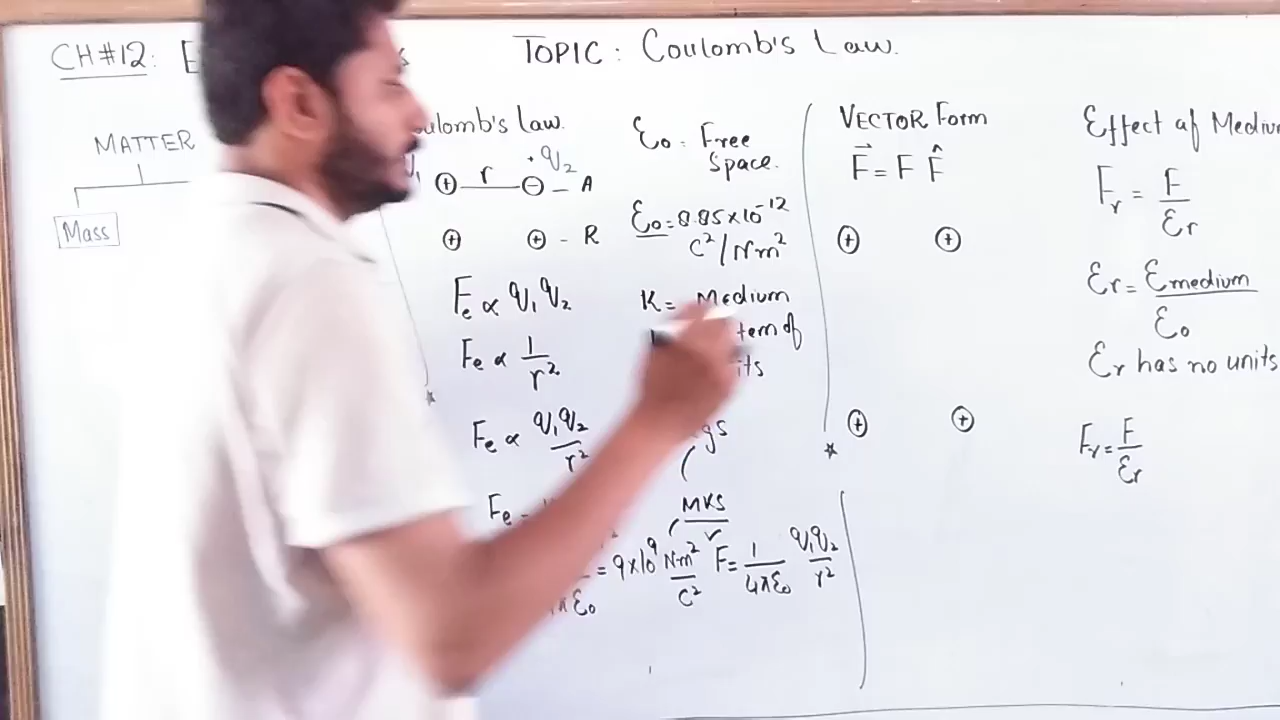 CH#12:
TOPIC : Coulomb's Law.
MATTER
Mass
oulomb's law.
⊕ r ⊖ – A
+q2
⊕ ⊕ - R
Fe ∝ q1q2
Fe ∝ 1/r²
Fe ∝ q1q2/r²
Fe =
= 9×10⁹ Nm²/C²
ε0 : Free
Space.
ε0 = 8.85×10⁻¹² 
C²/Nm²
K = Medium
tem of
its
gs
MKS
F = 1/4πε0 q1q2/r²
VECTOR Form
F⃗ = F F̂
⊕ ⊕
⊕ ⊕
Effect of Mediu
Fr = F/εr
εr = εmedium/ε0
εr has no units
Fr = F/εr